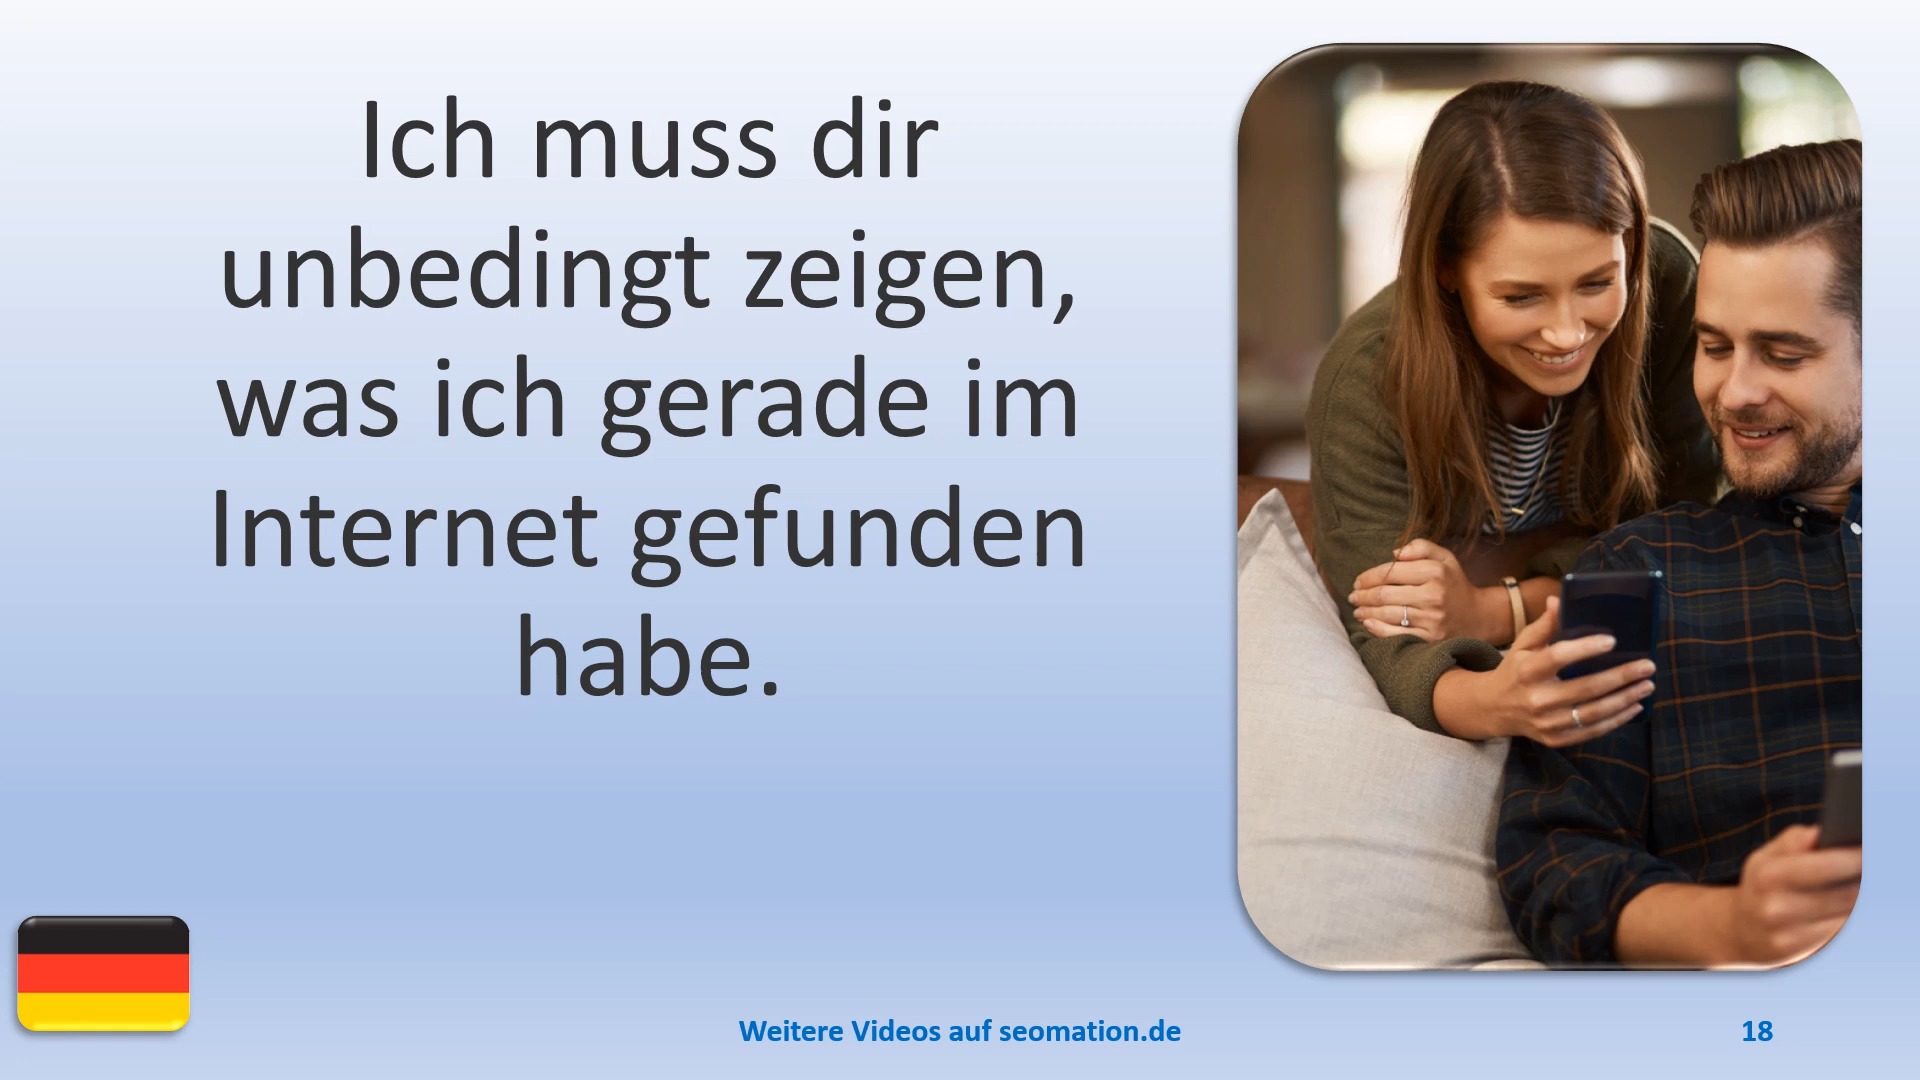 Ich muss dir
unbedingt zeigen,
was ich gerade im
Internet gefunden
habe.
Weitere Videos auf seomation.de
18